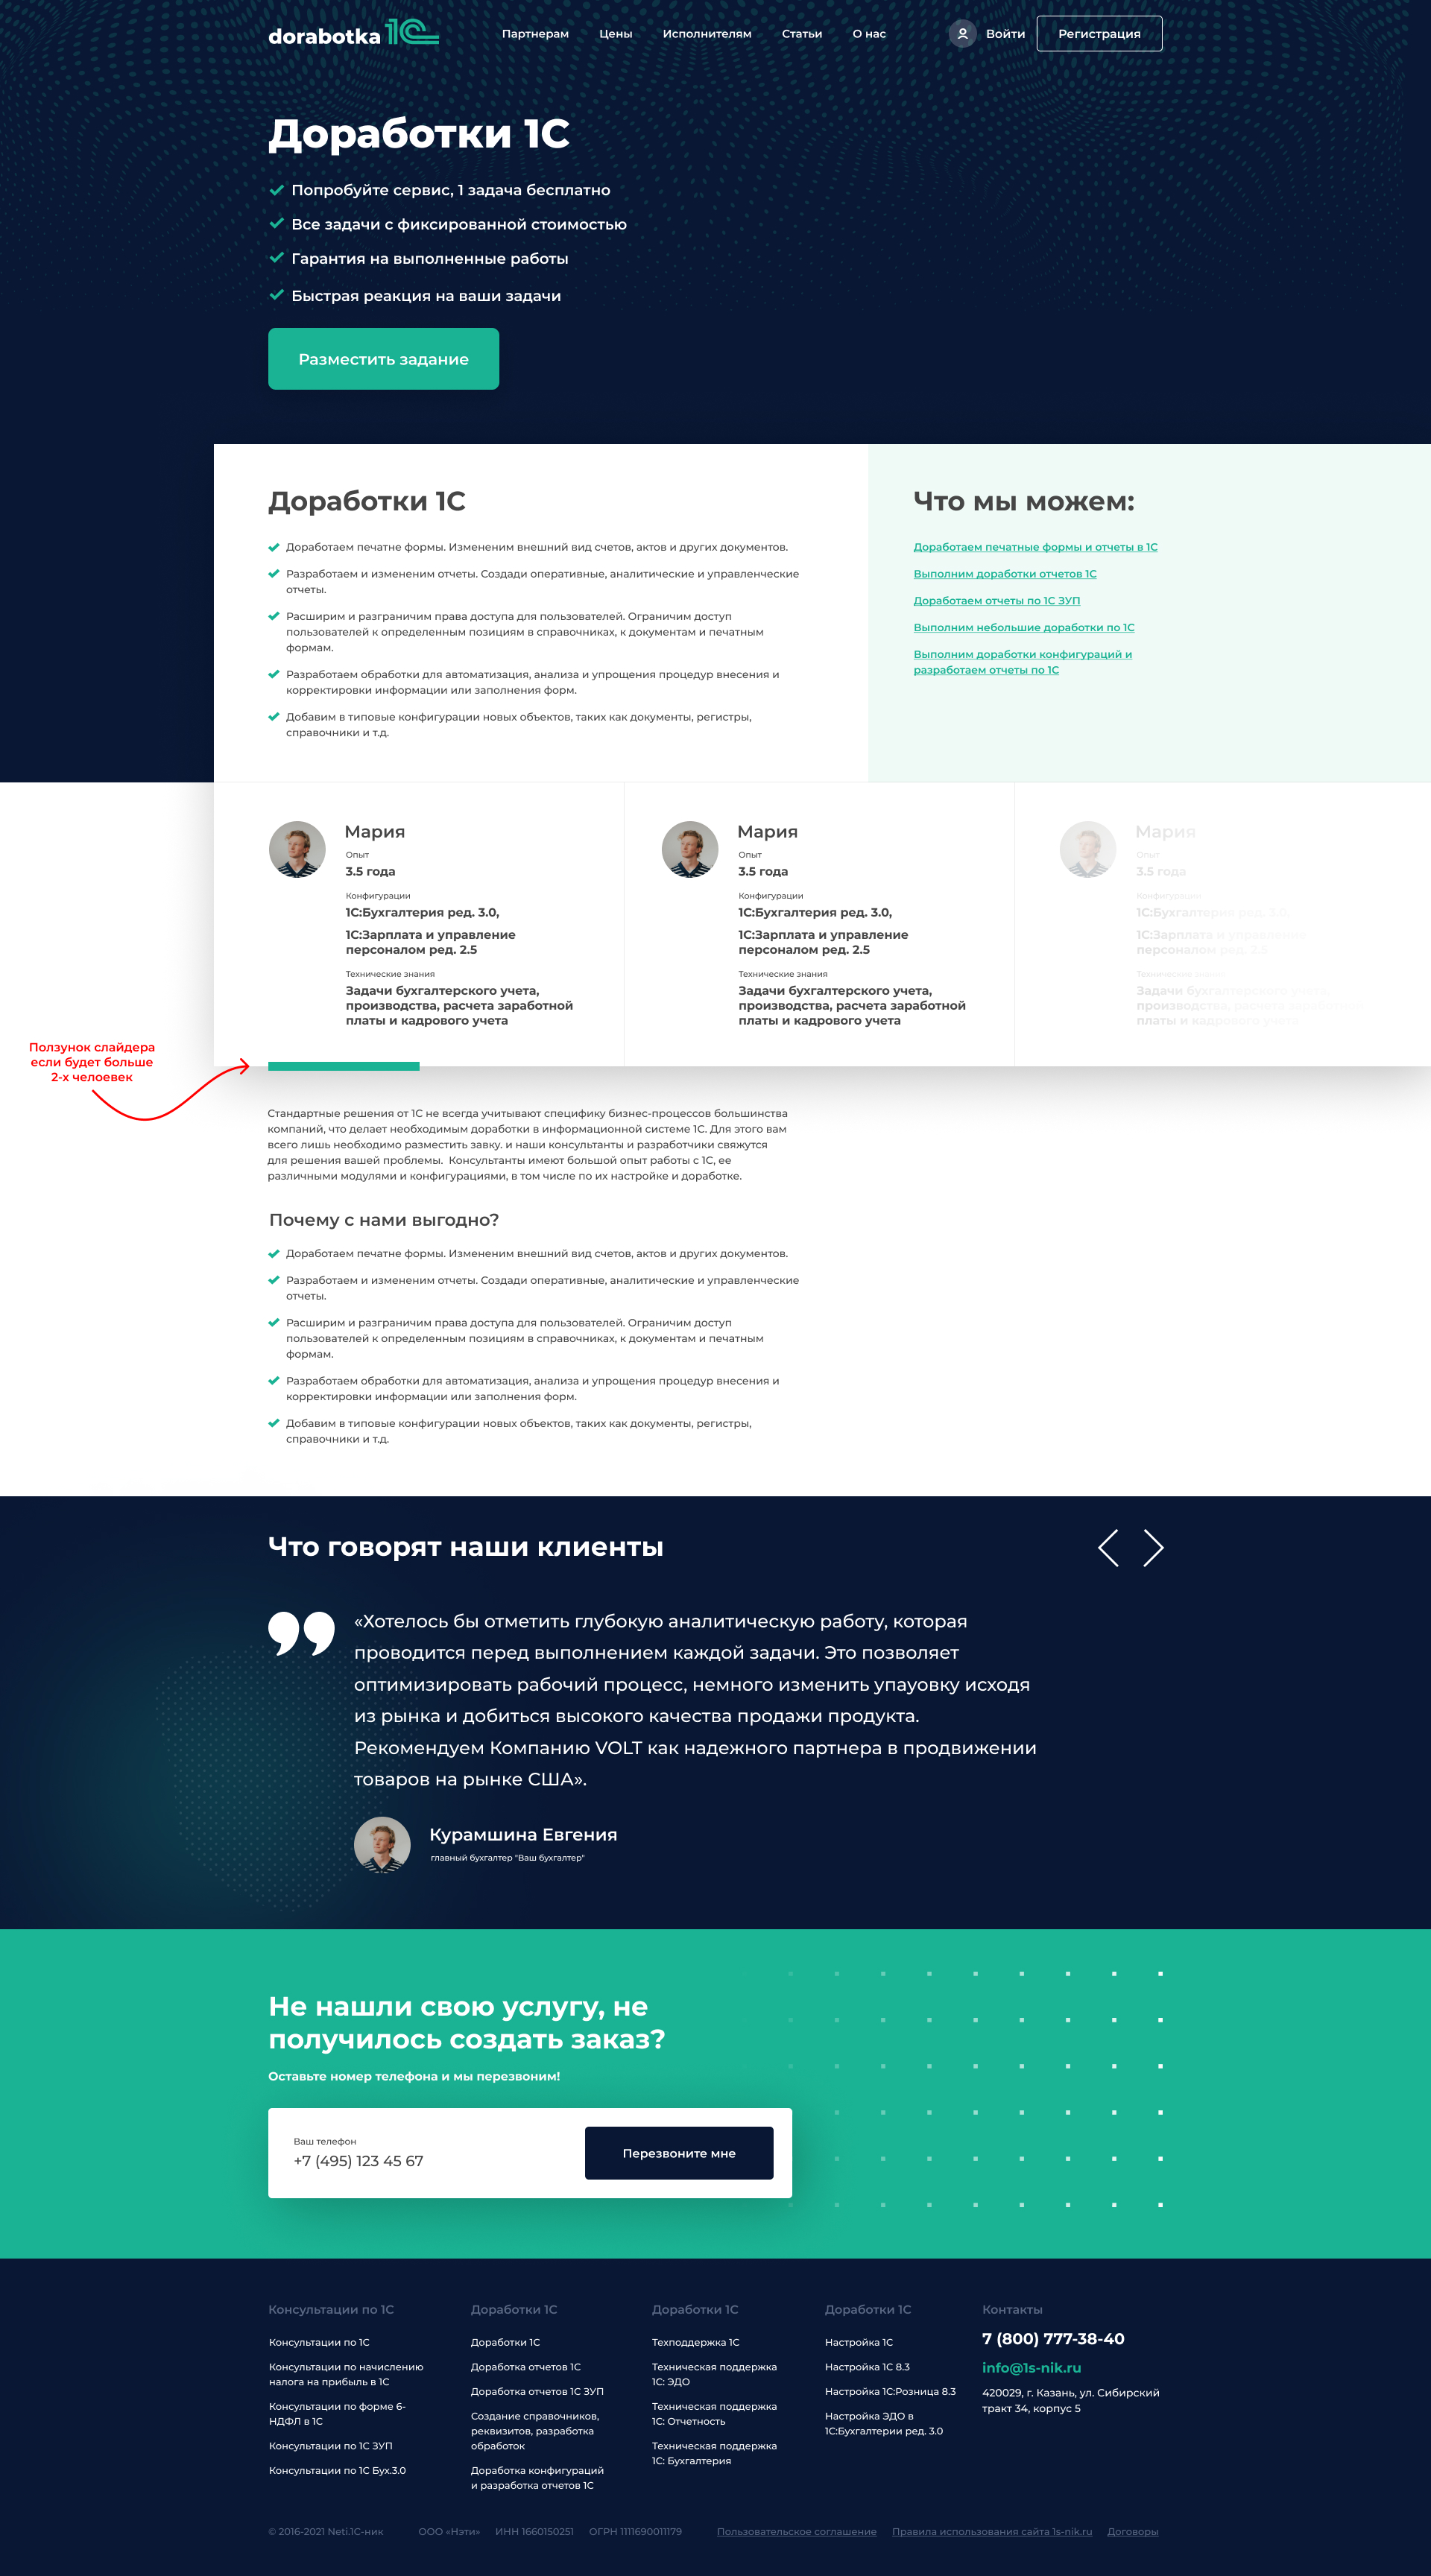 dorabotka 1C
Партнерам
Цены
Исполнителям
Статьи
О нас
Войти
Регистрация
Доработки 1С
Попробуйте сервис, 1 задача бесплатно
Все задачи с фиксированной стоимостью
Гарантия на выполненные работы
Быстрая реакция на ваши задачи
Разместить задание
Доработки 1С
Доработаем печатне формы. Измененим внешний вид счетов, актов и других документов.
Разработаем и измененим отчеты. Создади оперативные, аналитические и управленческие
отчеты.
Расширим и разграничим права доступа для пользователей. Ограничим доступ
пользователей к определенным позициям в справочниках, к документам и печатным
формам.
Разработаем обработки для автоматизация, анализа и упрощения процедур внесения и
корректировки информации или заполнения форм.
Добавим в типовые конфигурации новых объектов, таких как документы, регистры,
справочники и т.д.
Что мы можем:
Доработаем печатные формы и отчеты в 1С
Выполним доработки отчетов 1С
Доработаем отчеты по 1С ЗУП
Выполним небольшие доработки по 1С
Выполним доработки конфигураций и
разработаем отчеты по 1С
Мария
Опыт
3.5 года
Конфигурации
1С:Бухгалтерия ред. 3.0,
1С:Зарплата и управление
персоналом ред. 2.5
Технические знания
Задачи бухгалтерского учета,
производства, расчета заработной
платы и кадрового учета
Мария
Опыт
3.5 года
Конфигурации
1С:Бухгалтерия ред. 3.0,
1С:Зарплата и управление
персоналом ред. 2.5
Технические знания
Задачи бухгалтерского учета,
производства, расчета заработной
платы и кадрового учета
Мария
Опыт
3.5 года
Конфигурации
1С:Бухгалтерия ред. 3.0,
1С:Зарплата и управление
персоналом ред. 2.5
Технические знания
Задачи бухгалтерского учета,
производства, расчета заработной
платы и кадрового учета
Ползунок слайдера
если будет больше
2-х человевек
Стандартные решения от 1С не всегда учитывают специфику бизнес-процессов большинства
компаний, что делает необходимым доработки в информационной системе 1С. Для этого вам
всего лишь необходимо разместить завку. и наши консультанты и разработчики свяжутся
для решения вашей проблемы. Консультанты имеют большой опыт работы с 1С, ее
различными модулями и конфигурациями, в том числе по их настройке и доработке.
Почему с нами выгодно?
Доработаем печатне формы. Измененим внешний вид счетов, актов и других документов.
Разработаем и измененим отчеты. Создади оперативные, аналитические и управленческие
отчеты.
Расширим и разграничим права доступа для пользователей. Ограничим доступ
пользователей к определенным позициям в справочниках, к документам и печатным
формам.
Разработаем обработки для автоматизация, анализа и упрощения процедур внесения и
корректировки информации или заполнения форм.
Добавим в типовые конфигурации новых объектов, таких как документы, регистры,
справочники и т.д.
Что говорят наши клиенты
«Хотелось бы отметить глубокую аналитическую работу, которая
проводится перед выполнением каждой задачи. Это позволяет
оптимизировать рабочий процесс, немного изменить упауовку исходя
из рынка и добиться высокого качества продажи продукта.
Рекомендуем Компанию VOLT как надежного партнера в продвижении
товаров на рынке США».
Курамшина Евгения
главный бухгалтер "Ваш бухгалтер"
Не нашли свою услугу, не
получилось создать заказ?
Оставьте номер телефона и мы перезвоним!
Ваш телефон
+7 (495) 123 45 67
Перезвоните мне
Консультации по 1С
Консультации по 1С
Консультации по начислению
налога на прибыль в 1С
Консультации по форме 6-
НДФЛ в 1С
Консультации по 1С ЗУП
Консультации по 1С Бух.3.0
Доработки 1С
Доработки 1С
Доработка отчетов 1С
Доработка отчетов 1С ЗУП
Создание справочников,
реквизитов, разработка
обработок
Доработка конфигураций
и разработка отчетов 1С
Доработки 1С
Техподдержка 1С
Техническая поддержка
1С: ЭДО
Техническая поддержка
1С: Отчетность
Техническая поддержка
1С: Бухгалтерия
Доработки 1С
Настройка 1С
Настройка 1С 8.3
Настройка 1С:Розница 8.3
Настройка ЭДО в
1С:Бухгалтерии ред. 3.0
Контакты
7 (800) 777-38-40
info@1s-nik.ru
420029, г. Казань, ул. Сибирский
тракт 34, корпус 5
© 2016-2021 Neti.1С-ник
ООО «Нэти»
ИНН 1660150251
ОГРН 1111690011179
Пользовательское соглашение
Правила использования сайта 1s-nik.ru
Договоры